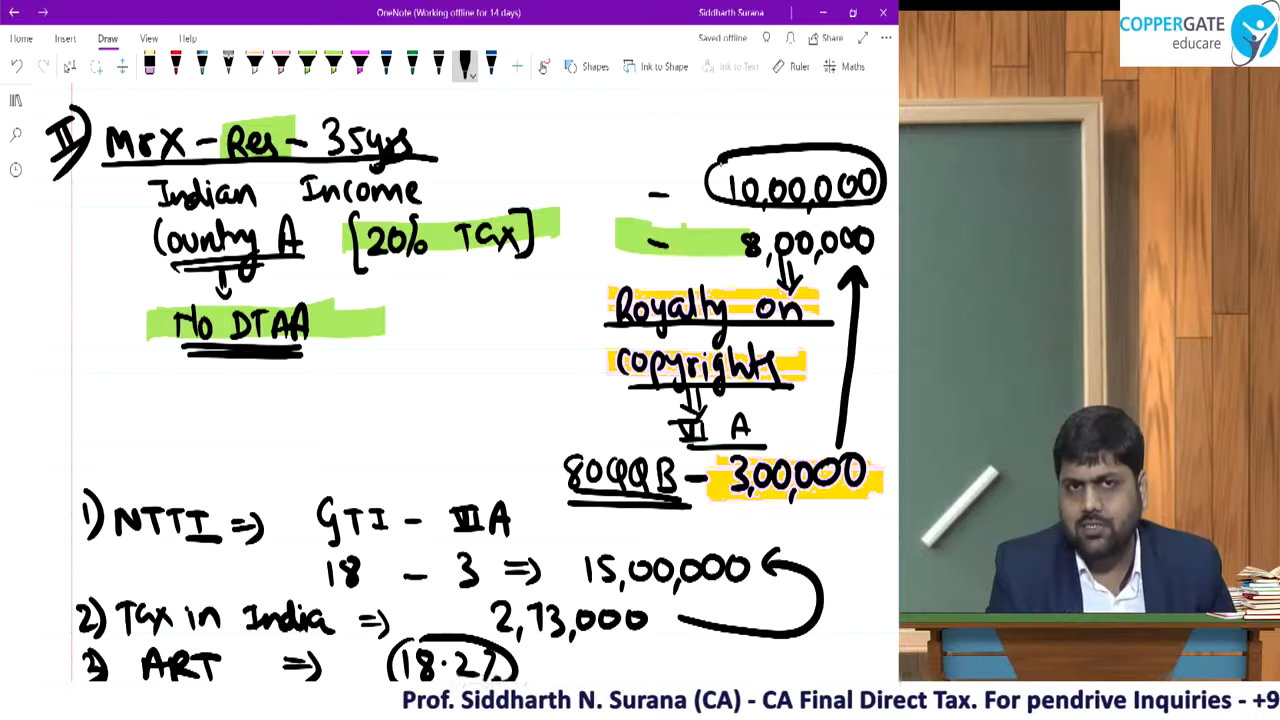 OneNote (Working offline for 14 days)
Siddharth Surana
Home Insert Draw View Help
Saved offline
Share
Shapes
Ink to Shape
Ink to Text
Ruler
Maths
COPPERGATE
educare
II) Mr X - Res - 35 yrs
Indian Income - 10,00,000
Country A [20% Tax] - 8,00,000
No DTAA
Royalty on
copyrights
VI A
80QQB - 3,00,000
1) NTTI => GTI - VIA
18 - 3 => 15,00,000
2) Tax in India => 2,73,000
3) ART => 18.2%
Prof. Siddharth N. Surana (CA) - CA Final Direct Tax. For pendrive Inquiries - +9